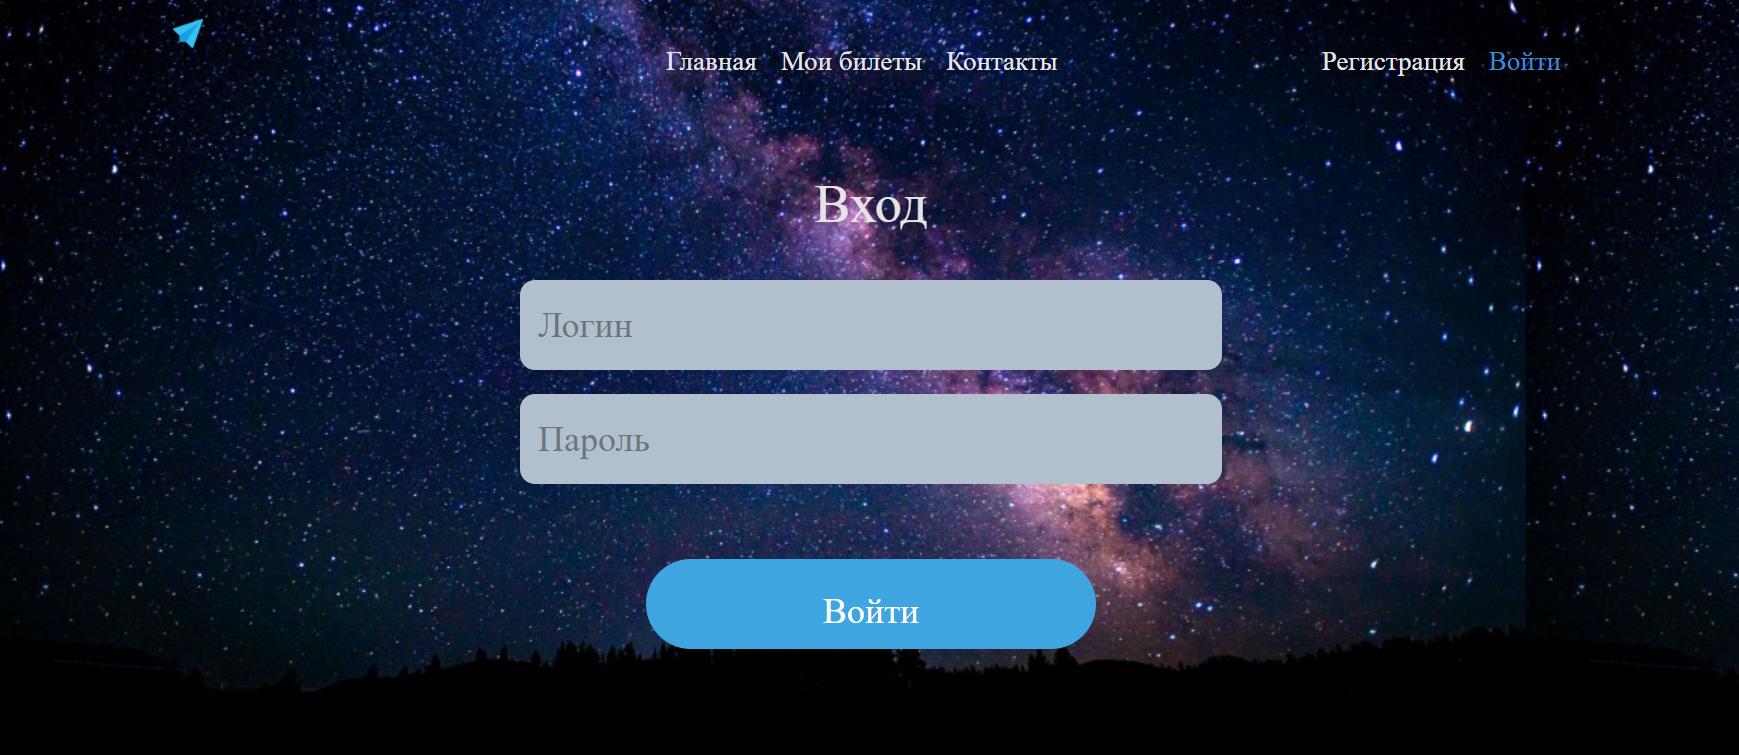 Главная Мои билеты Контакты Регистрация Войти
Вход
Логин
Пароль
Войти